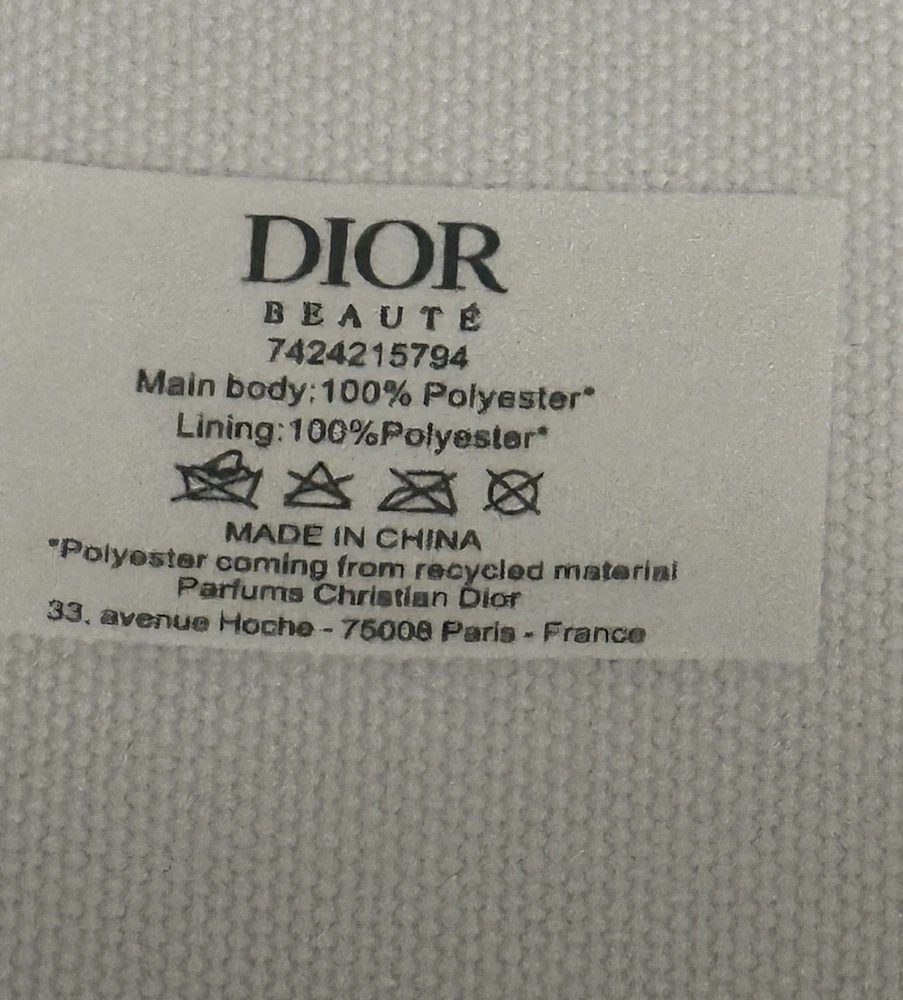 DIOR
BEAUTÉ
7424215794
Main body:100% Polyester*
Lining:100%Polyester*
MADE IN CHINA
*Polyester coming from recycled material
Parfums Christian Dior
33, avenue Hoche - 75008 Paris - France